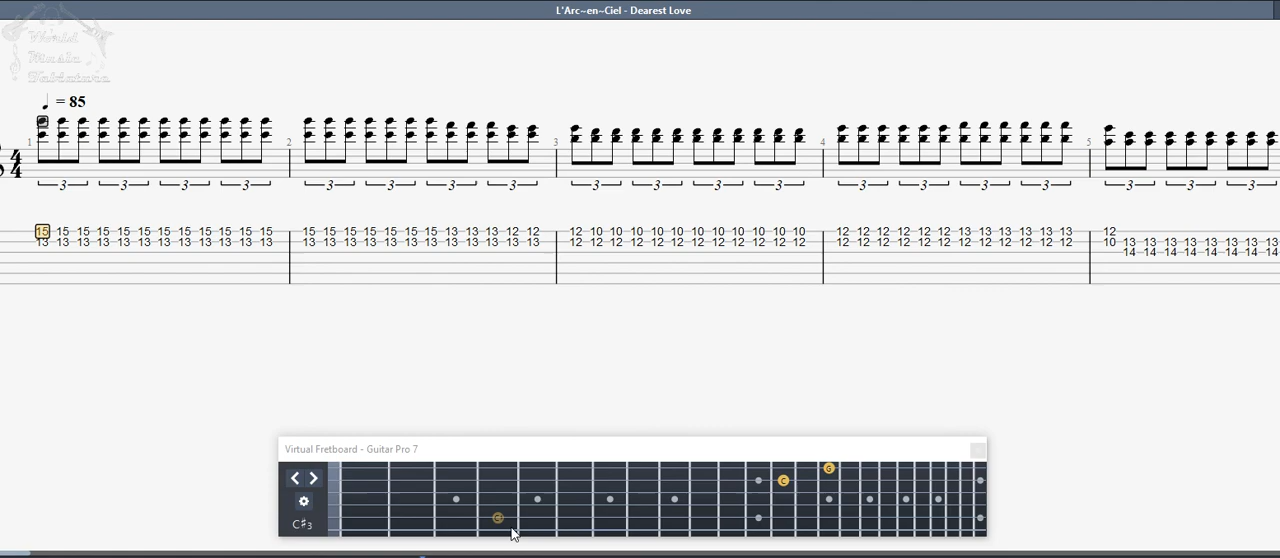 L'Arc~en~Ciel - Dearest Love
World
Music
Tablature
= 85
1 2 3 4 5
4
4
3 3 3 3 3 3 3 3 3 3 3 3 3 3 3 3 3 3 3
15 15 15 15 15 15 15 15 15 15 15 15 15 15 15 15 15 15 15 13 13 13 12 12 12 10 10 10 10 10 10 10 10 10 10 10 12 12 12 12 12 12 13 13 13 13 13 13 12
13 13 13 13 13 13 13 13 13 13 13 13 13 13 13 13 13 13 13 13 13 13 13 13 12 12 12 12 12 12 12 12 12 12 12 12 12 12 12 12 12 12 12 12 12 12 12 12 10 13 13 13 13 13 13 13 13
14 14 14 14 14 14 14 14
Virtual Fretboard - Guitar Pro 7
G
C
C♯3